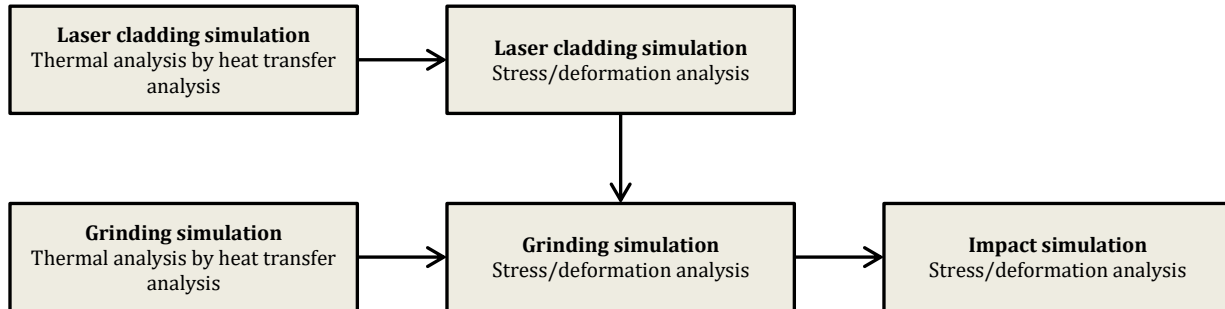 Laser cladding simulation
Thermal analysis by heat transfer
analysis
Laser cladding simulation
Stress/deformation analysis
Grinding simulation
Thermal analysis by heat transfer
analysis
Grinding simulation
Stress/deformation analysis
Impact simulation
Stress/deformation analysis